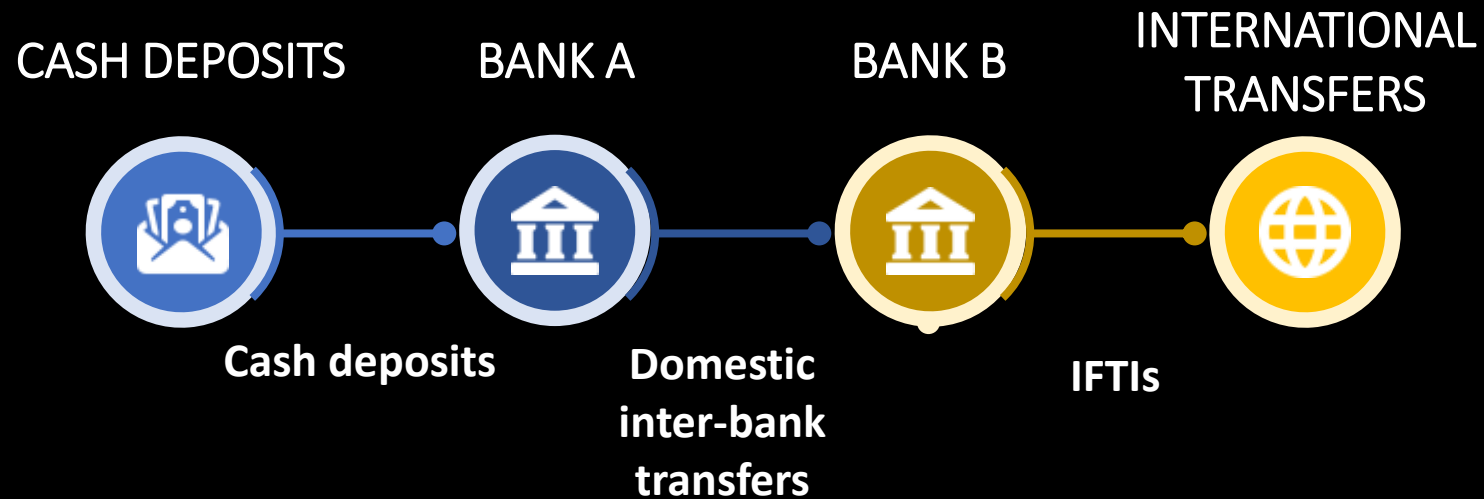 CASH DEPOSITS
BANK A
BANK B
INTERNATIONAL
TRANSFERS
Cash deposits
Domestic
inter-bank
transfers
IFTIs